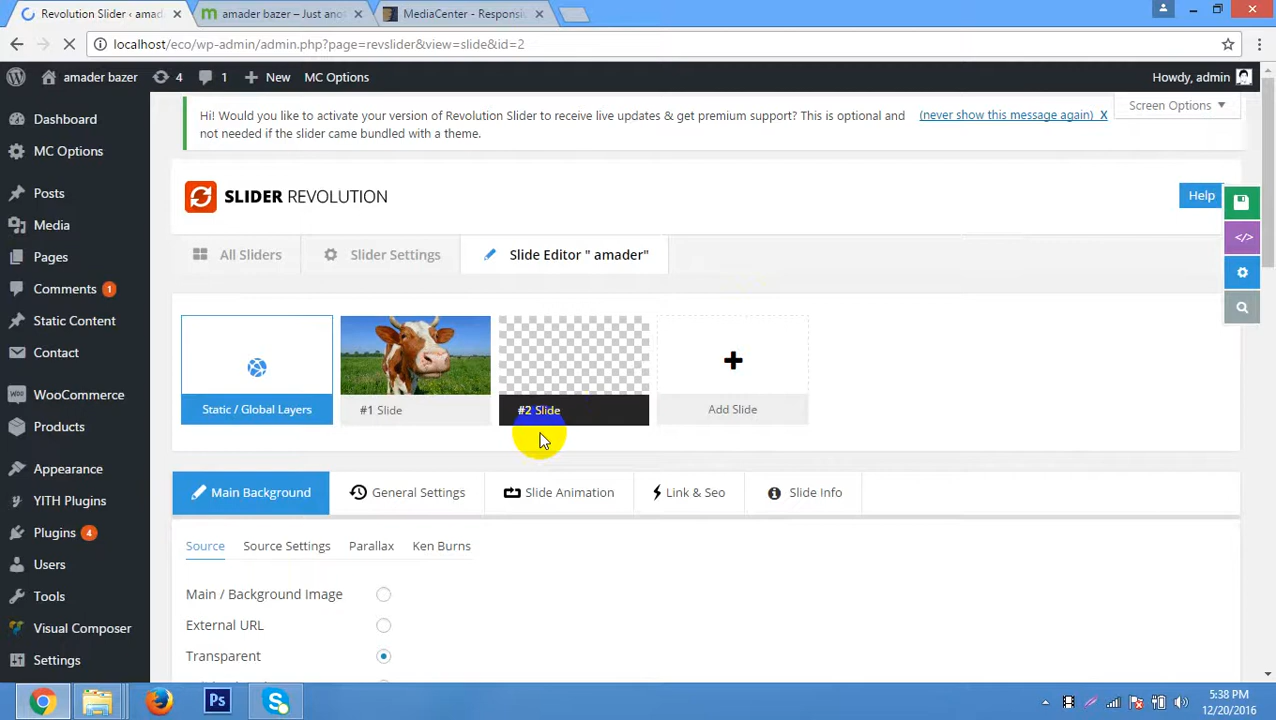 Revolution Slider ‹ amad
amader bazer – Just ano
MediaCenter - Responsi
localhost/eco/wp-admin/admin.php?page=revslider&view=slide&id=2
amader bazer
4
1
New
MC Options
Howdy, admin
Screen Options
Hi! Would you like to activate your version of Revolution Slider to receive live updates & get premium support? This is optional and
not needed if the slider came bundled with a theme.
(never show this message again) X
SLIDER REVOLUTION
Help
All Sliders
Slider Settings
Slide Editor " amader"
Static / Global Layers
#1 Slide
#2 Slide
Add Slide
Main Background
General Settings
Slide Animation
Link & Seo
Slide Info
Source
Source Settings
Parallax
Ken Burns
Main / Background Image
External URL
Transparent
Dashboard
MC Options
Posts
Media
Pages
Comments 1
Static Content
Contact
WooCommerce
Products
Appearance
YITH Plugins
Plugins 4
Users
Tools
Visual Composer
Settings
Ps
5:38 PM
12/20/2016